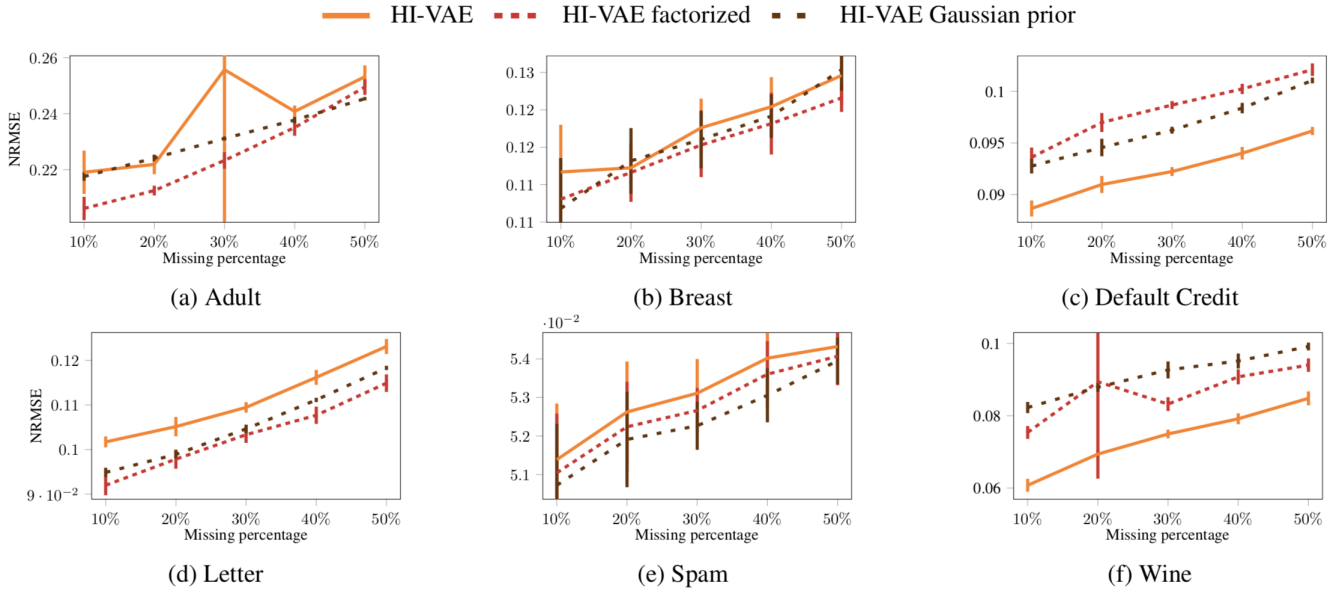 HI-VAE HI-VAE factorized HI-VAE Gaussian prior
NRMSE
0.26
0.24
0.22
10% 20% 30% 40% 50%
Missing percentage
(a) Adult
0.13
0.12
0.12
0.11
0.11
10% 20% 30% 40% 50%
Missing percentage
(b) Breast
0.1
0.095
0.09
10% 20% 30% 40% 50%
Missing percentage
(c) Default Credit
NRMSE
0.12
0.11
0.1
9 · 10⁻²
10% 20% 30% 40% 50%
Missing percentage
(d) Letter
·10⁻²
5.4
5.3
5.2
5.1
10% 20% 30% 40% 50%
Missing percentage
(e) Spam
0.1
0.08
0.06
10% 20% 30% 40% 50%
Missing percentage
(f) Wine